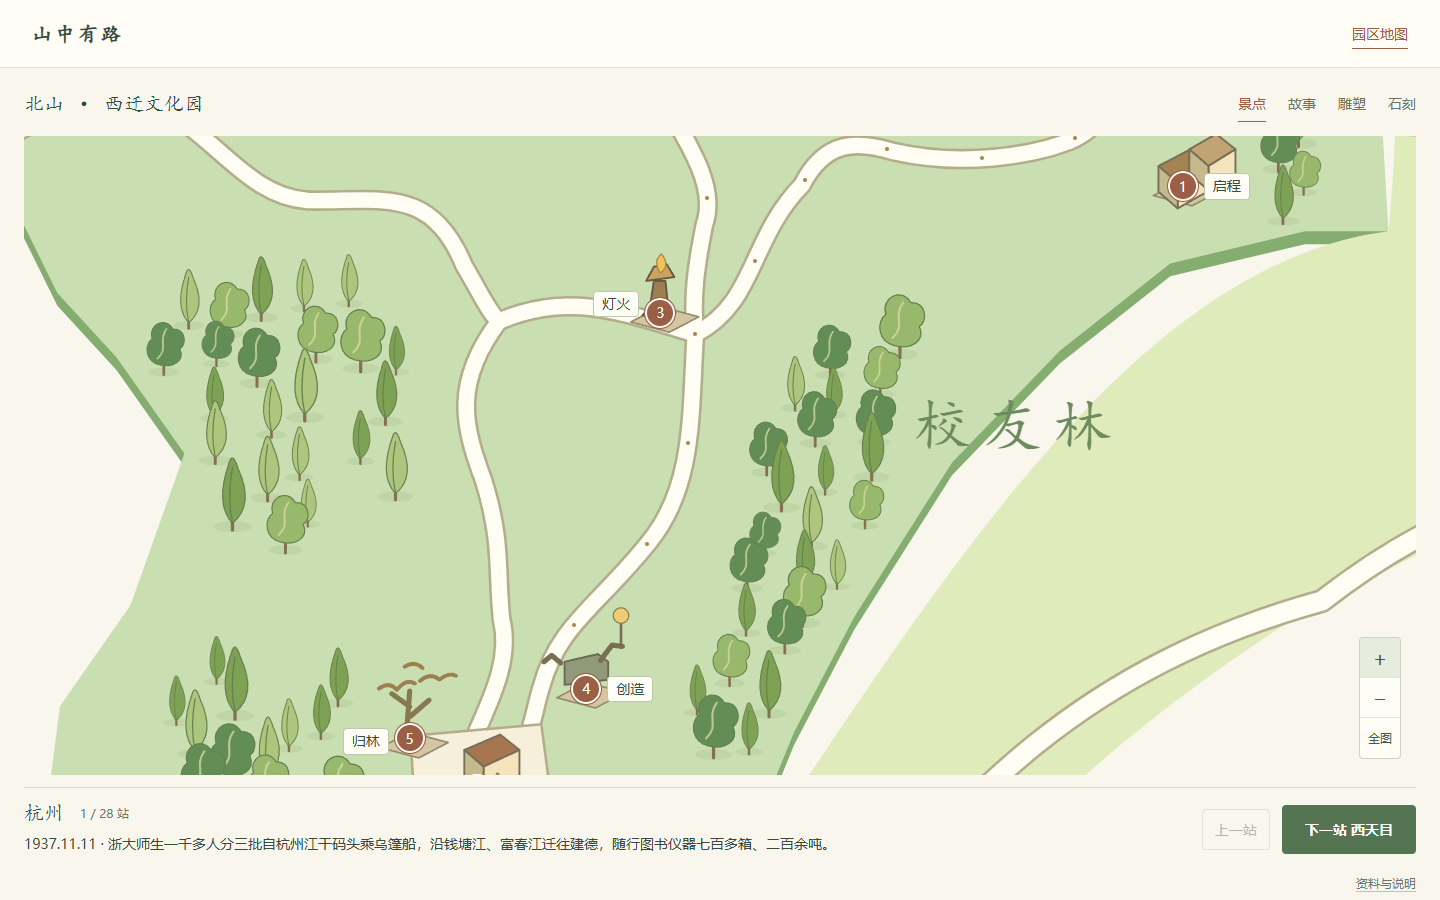 山中有路
园区地图
北山 • 西迁文化园
景点 故事 雕塑 石刻
1 启程
灯火 3
校友林
4 创造
归林 5
+
−
全图
杭州 1 / 28 站
1937.11.11 · 浙大师生一千多人分三批自杭州江干码头乘乌篷船，沿钱塘江、富春江迁往建德，随行图书仪器七百多箱、二百余吨。
上一站
下一站 西天目
资料与说明